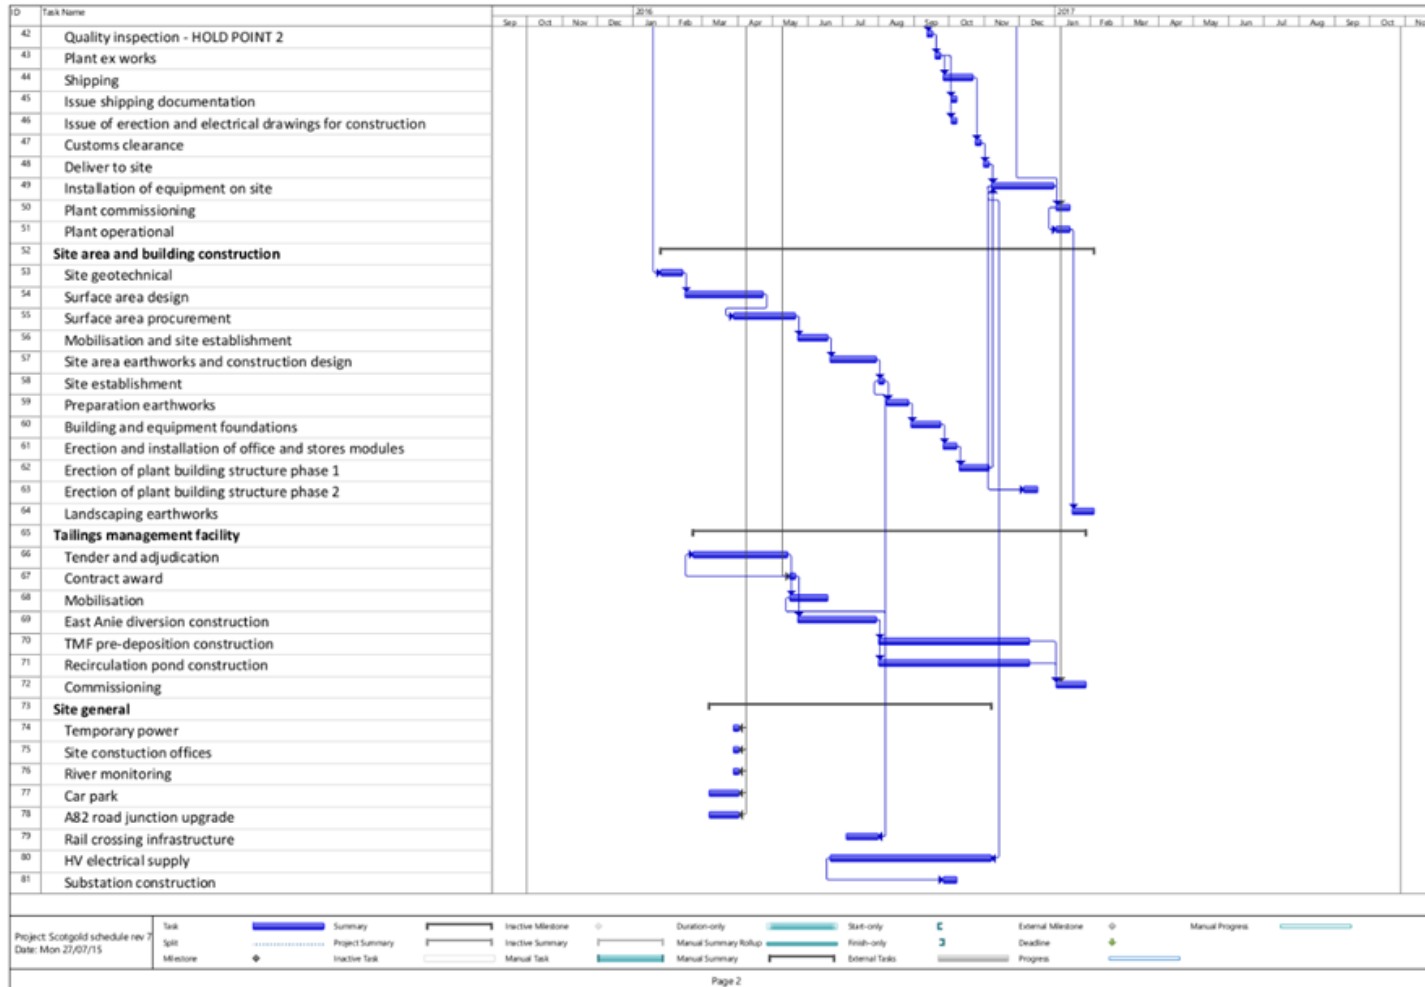 ID Task Name 2016 2017
Sep Oct Nov Dec Jan Feb Mar Apr May Jun Jul Aug Sep Oct Nov Dec Jan Feb Mar Apr May Jun Jul Aug Sep Oct No
42 Quality inspection - HOLD POINT 2
43 Plant ex works
44 Shipping
45 Issue shipping documentation
46 Issue of erection and electrical drawings for construction
47 Customs clearance
48 Deliver to site
49 Installation of equipment on site
50 Plant commissioning
51 Plant operational
52 Site area and building construction
53 Site geotechnical
54 Surface area design
55 Surface area procurement
56 Mobilisation and site establishment
57 Site area earthworks and construction design
58 Site establishment
59 Preparation earthworks
60 Building and equipment foundations
61 Erection and installation of office and stores modules
62 Erection of plant building structure phase 1
63 Erection of plant building structure phase 2
64 Landscaping earthworks
65 Tailings management facility
66 Tender and adjudication
67 Contract award
68 Mobilisation
69 East Anie diversion construction
70 TMF pre-deposition construction
71 Recirculation pond construction
72 Commissioning
73 Site general
74 Temporary power
75 Site constuction offices
76 River monitoring
77 Car park
78 A82 road junction upgrade
79 Rail crossing infrastructure
80 HV electrical supply
81 Substation construction
Project: Scotgold schedule rev 7
Date: Mon 27/07/15
Task Summary Inactive Milestone Duration-only Start-only External Milestone Manual Progress
Split Project Summary Inactive Summary Manual Summary Rollup Finish-only Deadline
Milestone Inactive Task Manual Task Manual Summary External Tasks Progress
Page 2